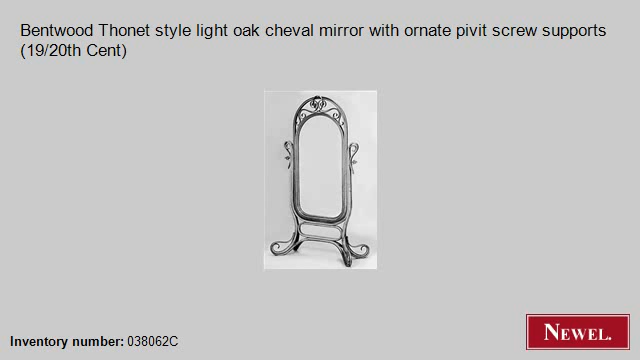 Bentwood Thonet style light oak cheval mirror with ornate pivit screw supports
(19/20th Cent)
Inventory number: 038062C
NEWEL.